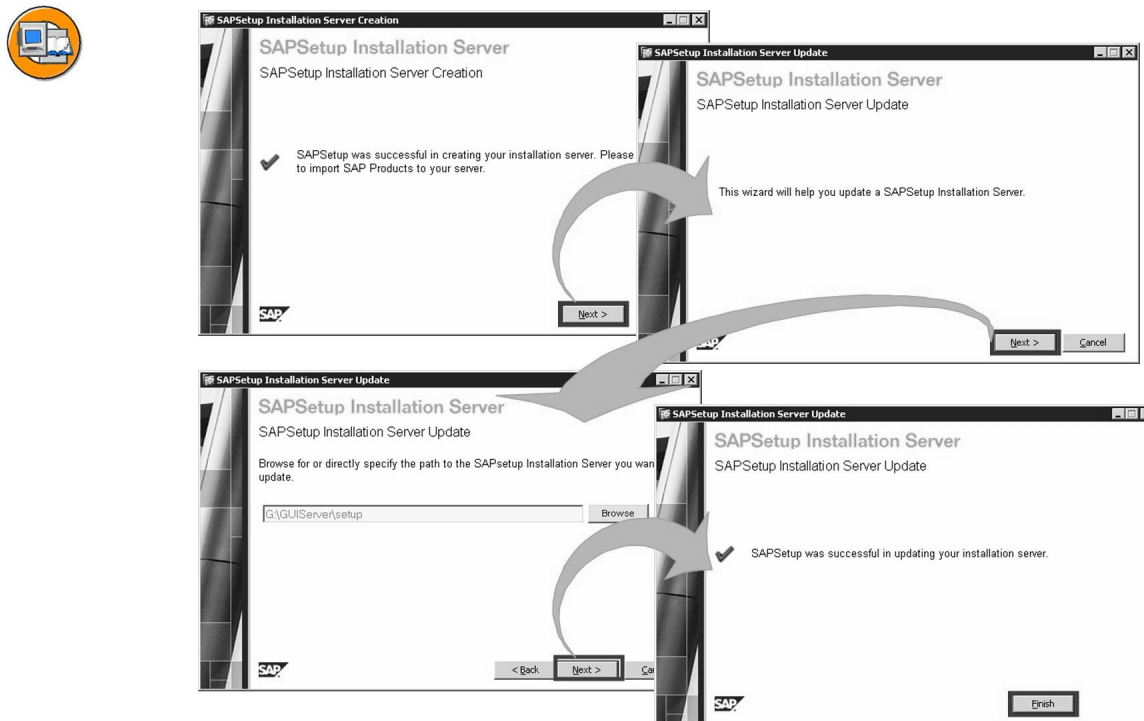 SAPSetup Installation Server Creation
SAPSetup Installation Server
SAPSetup Installation Server Creation
SAPSetup was successful in creating your installation server. Please
to import SAP Products to your server.
SAP
Next >
SAPSetup Installation Server Update
SAPSetup Installation Server
SAPSetup Installation Server Update
This wizard will help you update a SAPSetup Installation Server.
Next >
Cancel
SAPSetup Installation Server Update
SAPSetup Installation Server
SAPSetup Installation Server Update
Browse for or directly specify the path to the SAPsetup Installation Server you wan
update.
G:\GUIServer\setup
Browse
SAP
< Back
Next >
SAPSetup Installation Server Update
SAPSetup Installation Server
SAPSetup Installation Server Update
SAPSetup was successful in updating your installation server.
SAP
Finish